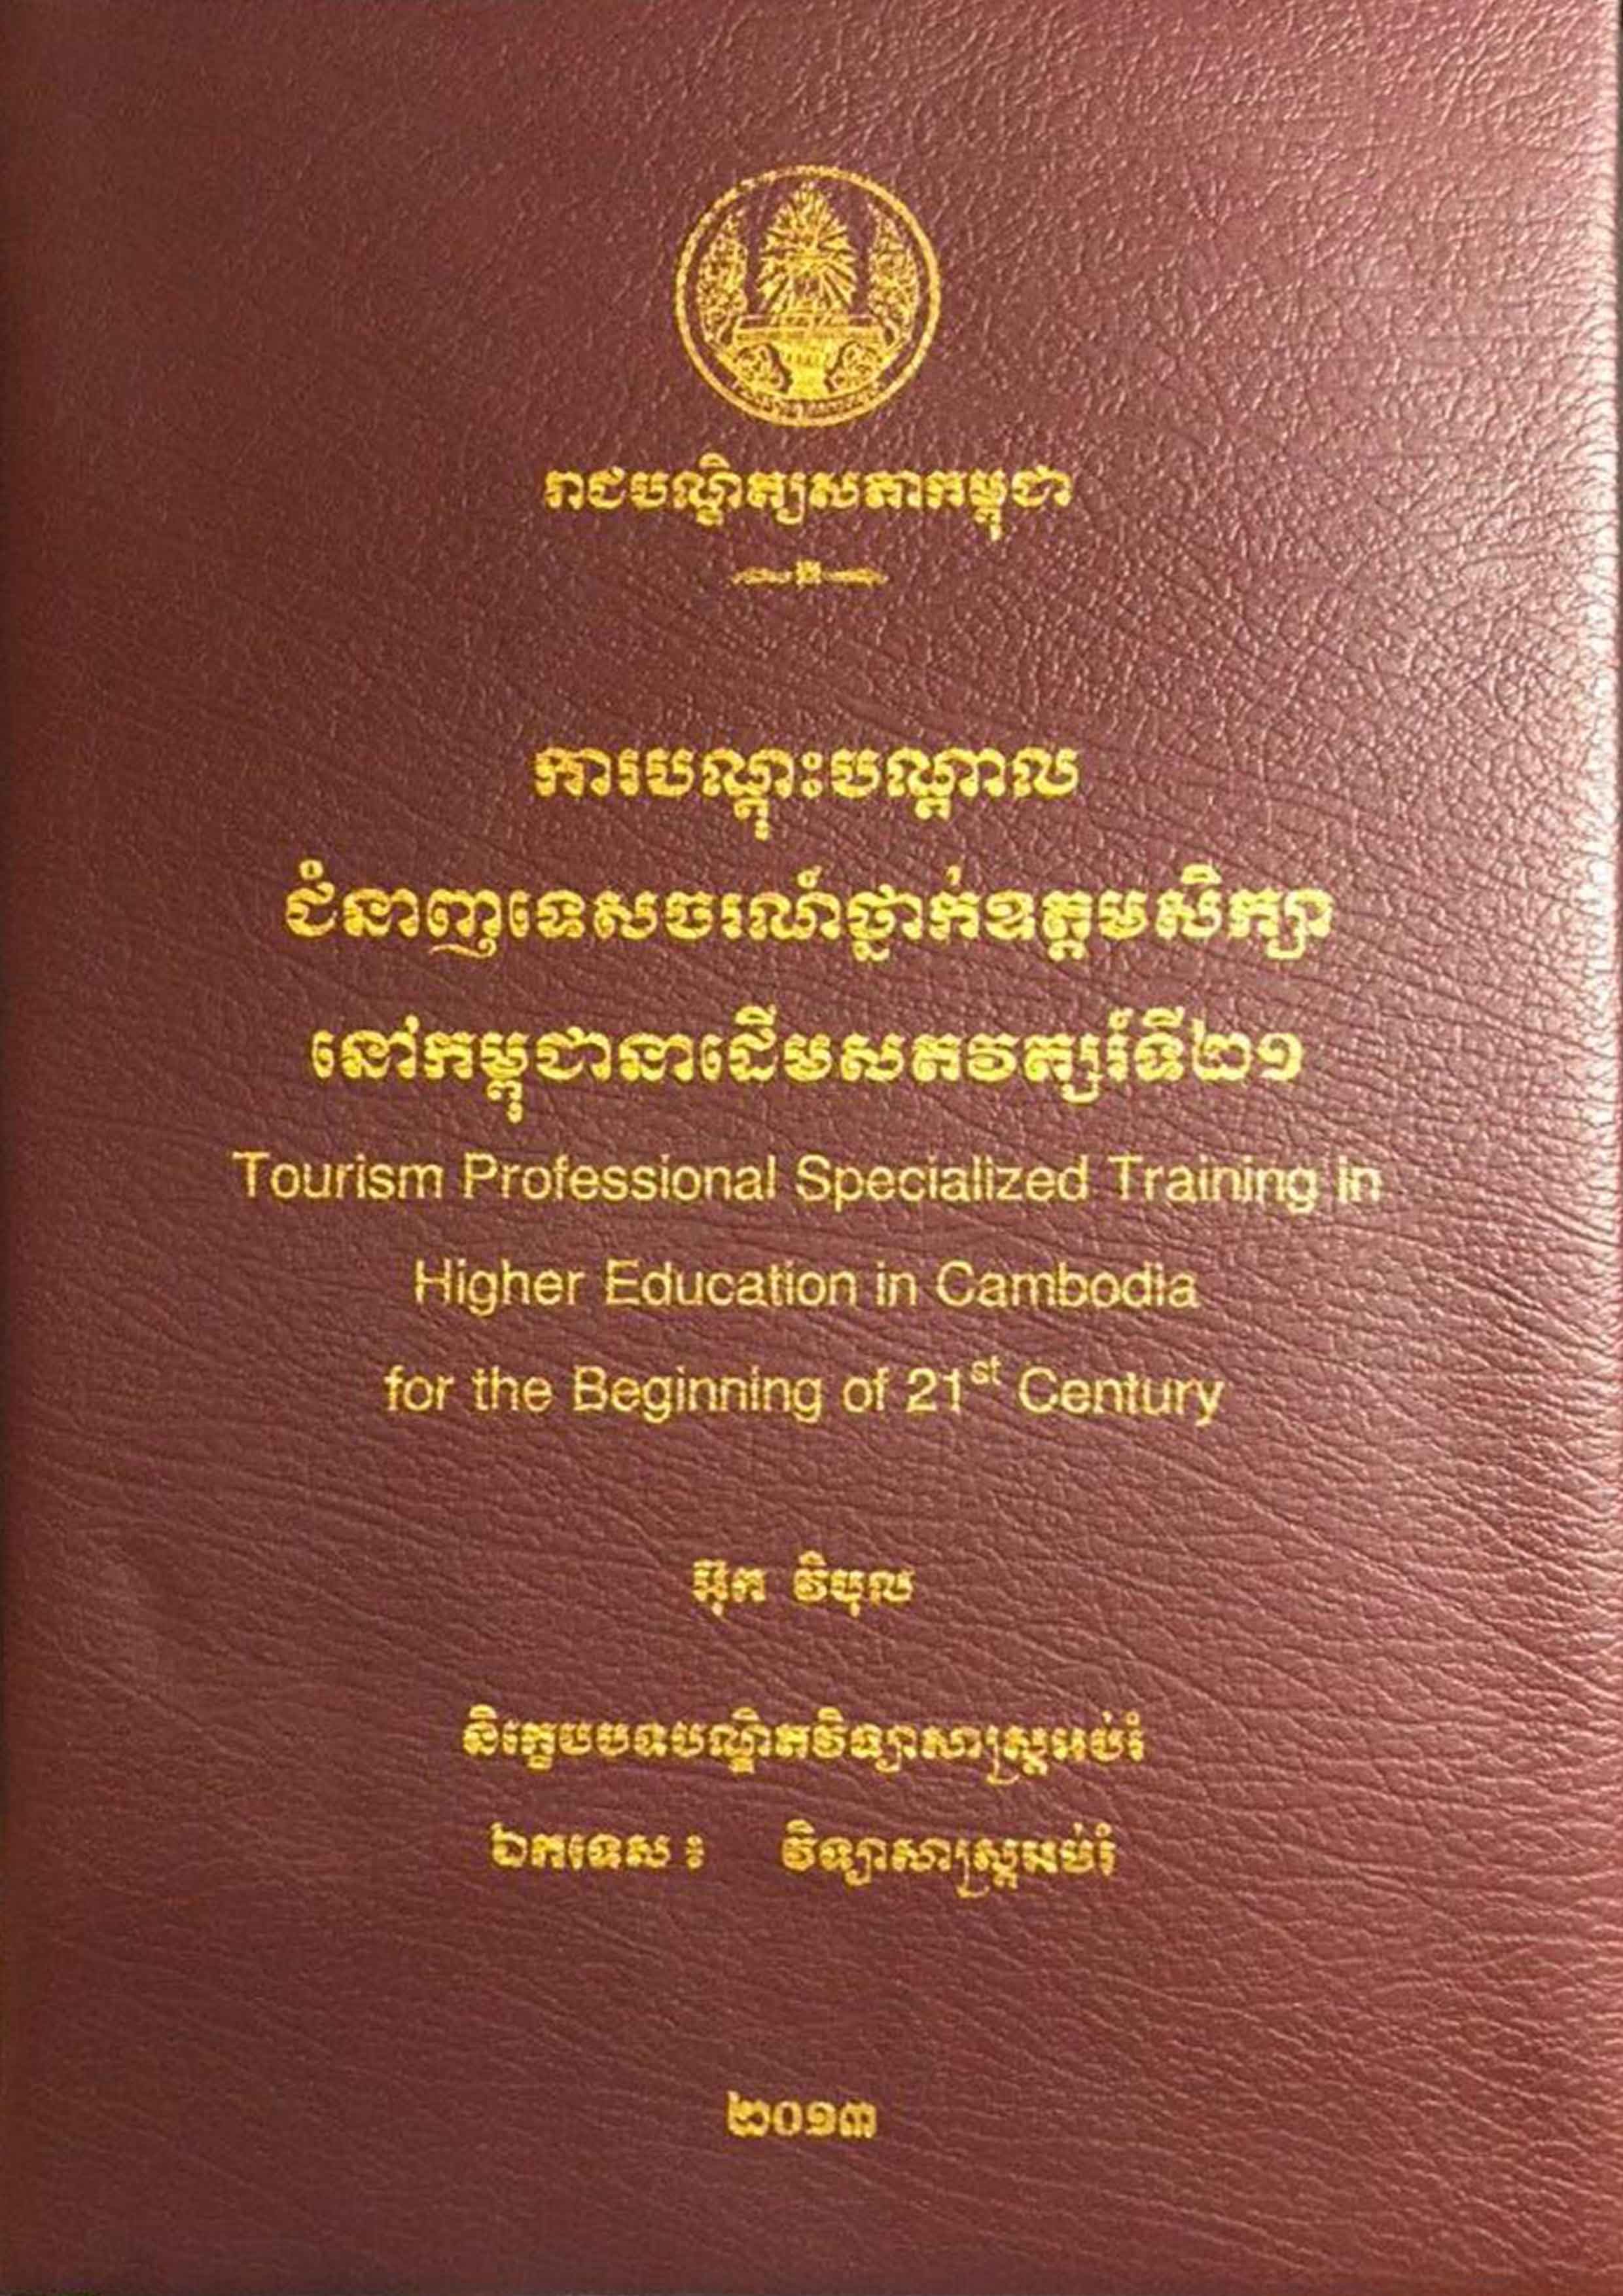 រាជបណ្ឌិត្យសភាកម្ពុជា
ការបណ្តុះបណ្តាល
ជំនាញទេសចរណ៍ថ្នាក់ឧត្តមសិក្សា
នៅកម្ពុជានាដើមសតវត្សរ៍ទី២១
Tourism Professional Specialized Training in
Higher Education in Cambodia
for the Beginning of 21st Century
អ៊ុក វិបុល
និក្ខេបបទបណ្ឌិតវិទ្យាសាស្ត្រអប់រំ
ឯកទេស ៖ វិទ្យាសាស្ត្រអប់រំ
២០១៣